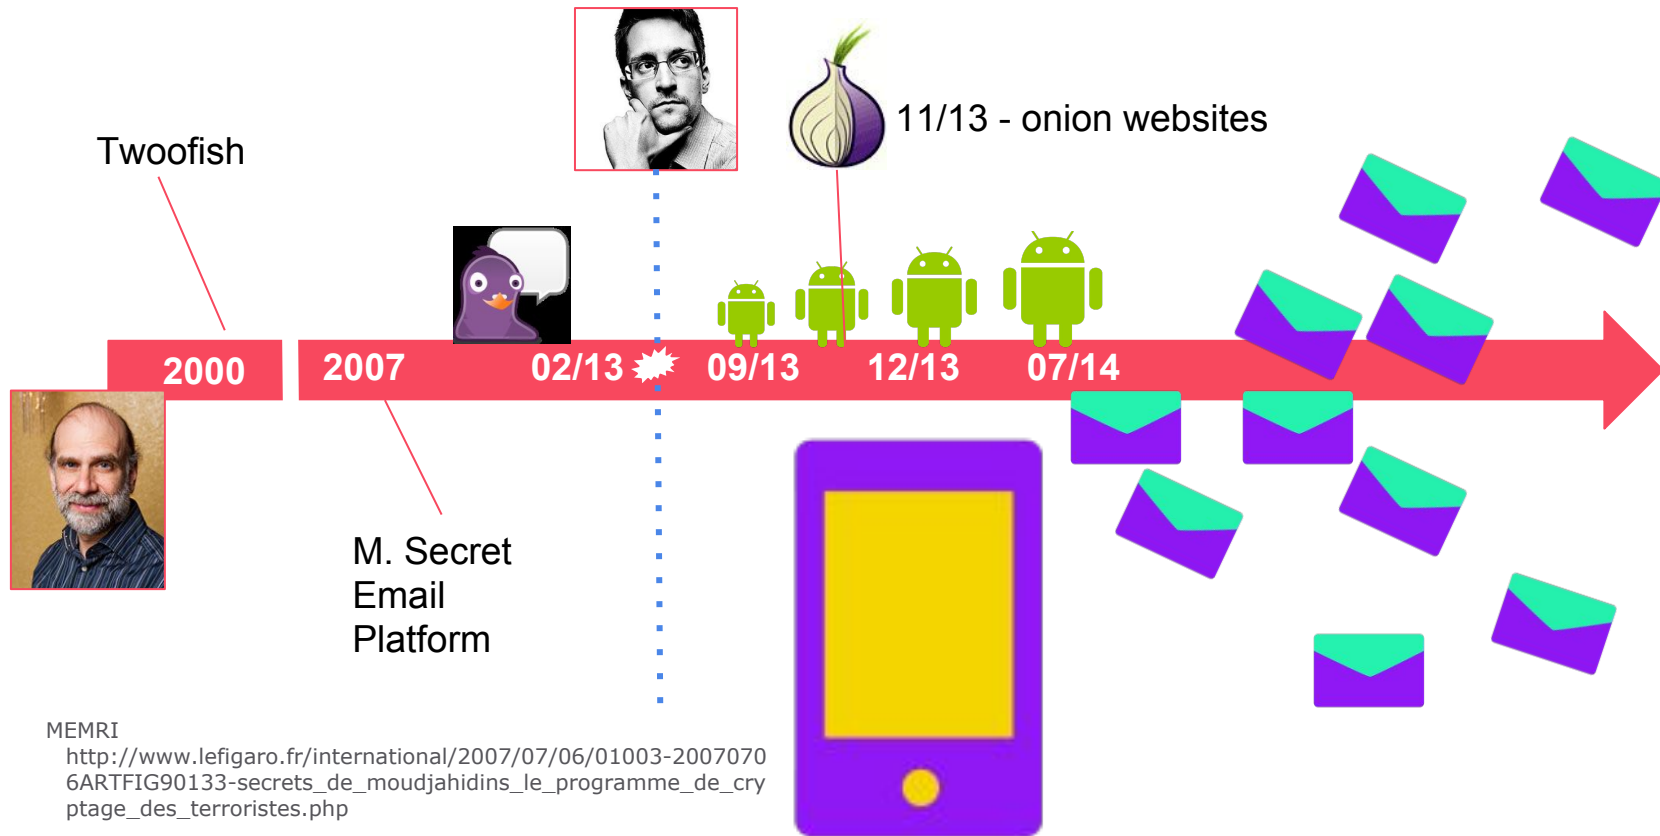 11/13 - onion websites
Twoofish
2000
2007
02/13
09/13
12/13
07/14
M. Secret
Email
Platform
MEMRI
http://www.lefigaro.fr/international/2007/07/06/01003-2007070
6ARTFIG90133-secrets_de_moudjahidins_le_programme_de_cry
ptage_des_terroristes.php